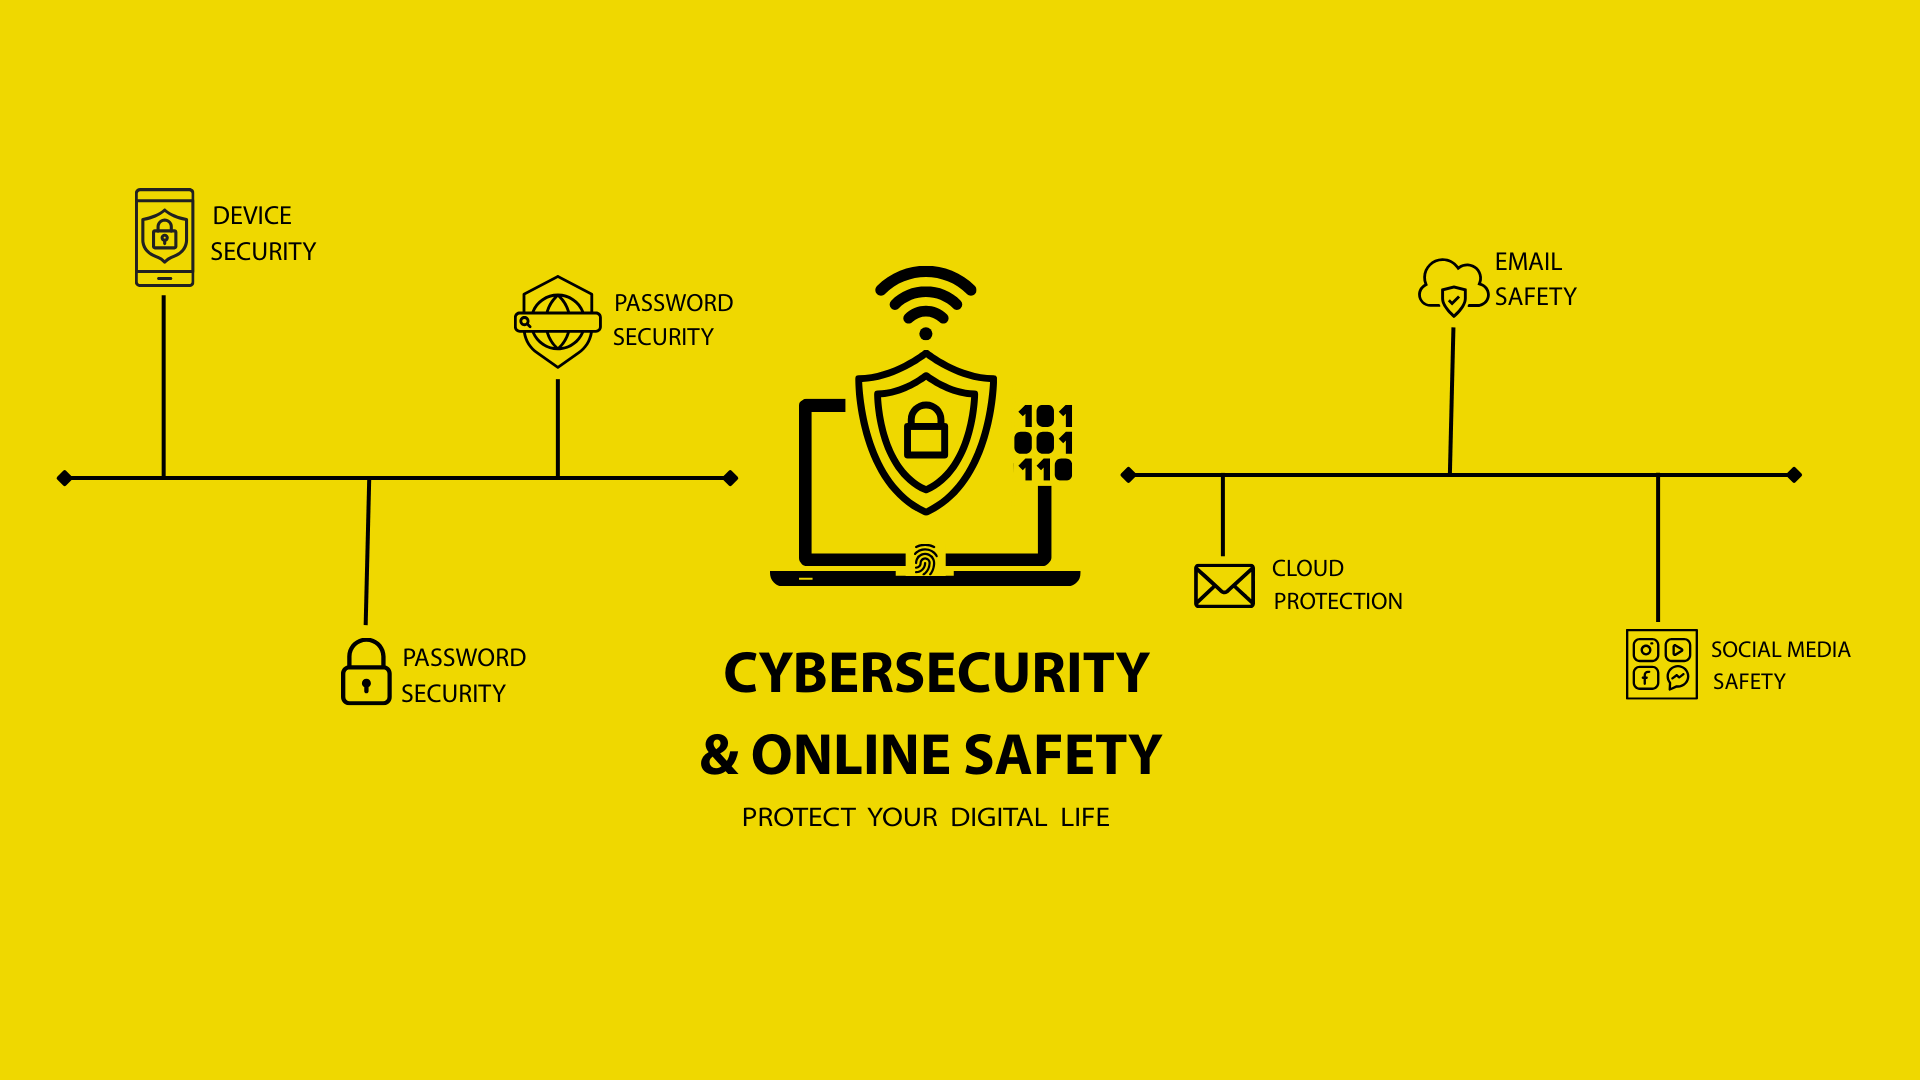 DEVICE
SECURITY
PASSWORD
SECURITY
PASSWORD
SECURITY
101
001
110
CYBERSECURITY
& ONLINE SAFETY
PROTECT YOUR DIGITAL LIFE
EMAIL
SAFETY
CLOUD
PROTECTION
SOCIAL MEDIA
SAFETY